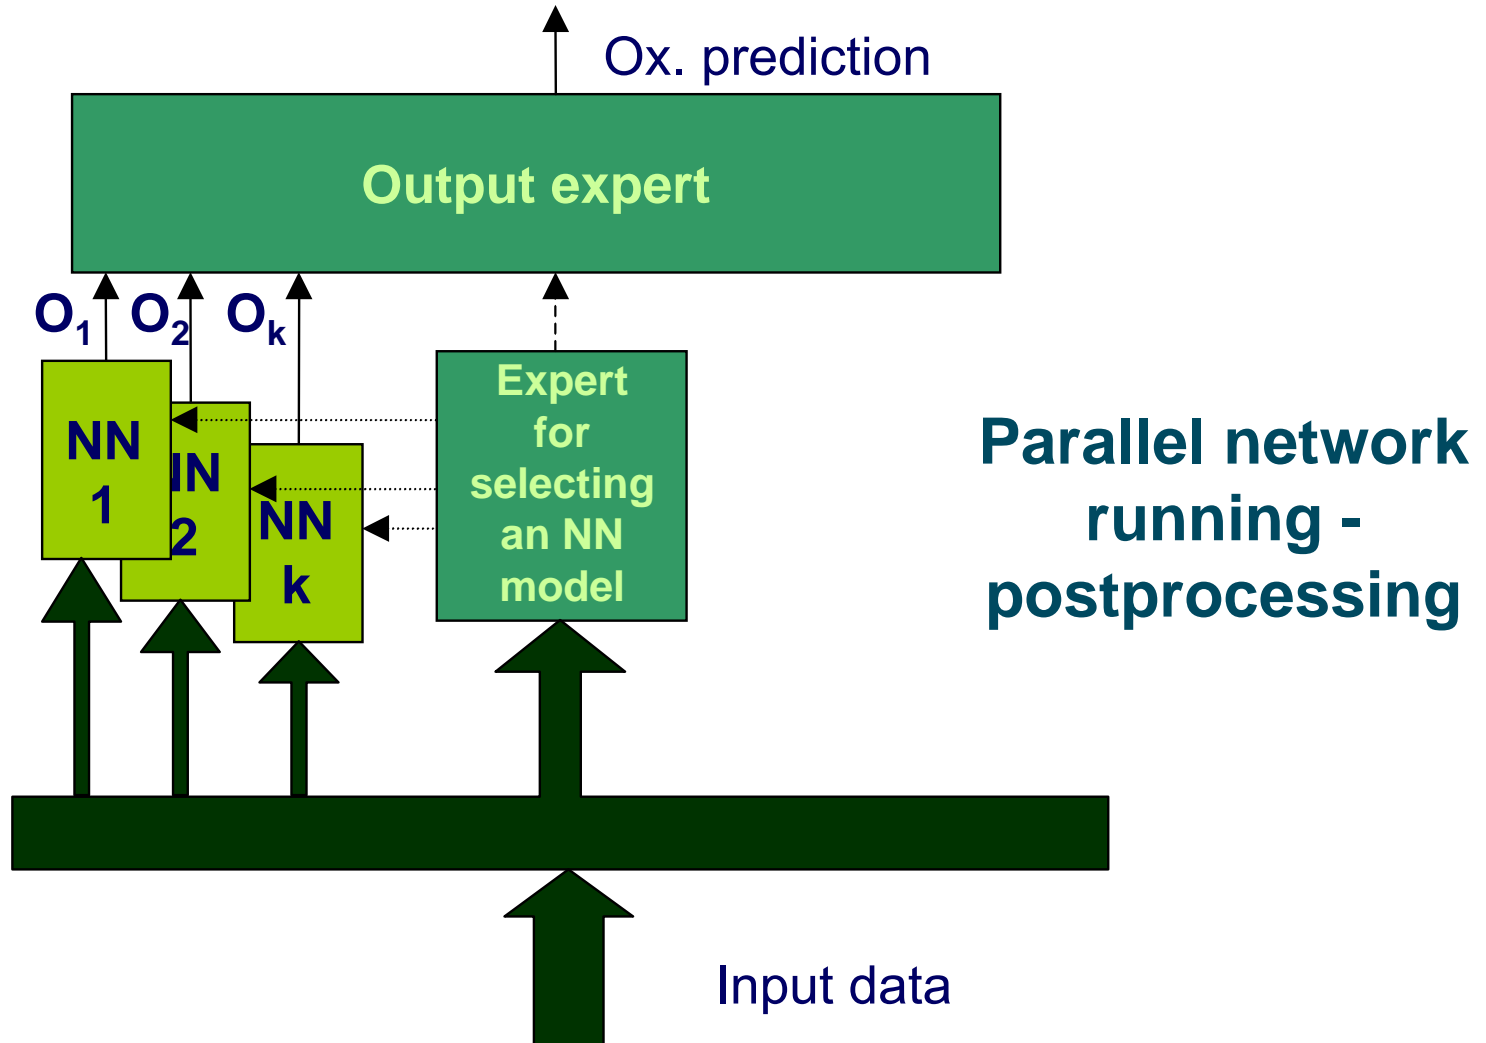 Ox. prediction
Output expert
O1 O2 Ok
NN
1
NN
2
NN
k
Expert
for
selecting
an NN
model
Parallel network
running -
postprocessing
Input data